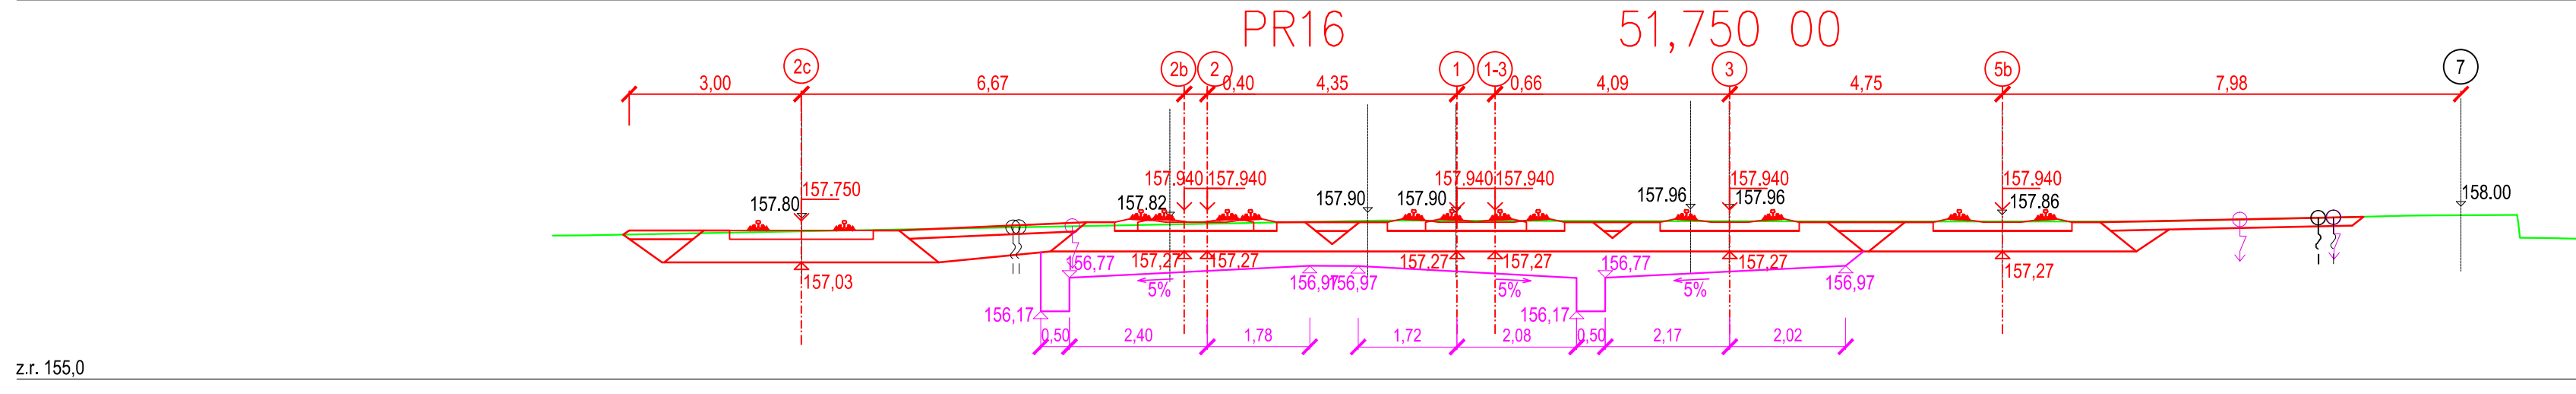 PR16 51,750 00
2c 2b 2 1 1-3 3 5b 7
3,00 6,67 0,40 4,35 0,66 4,09 4,75 7,98
157.940 157.940 157.940 157.940 157.940 157.940
157.750 157.90 157.90 157.96 157.96 158.00
157.80 157.82 157.86
156,77 157,27 157,27 157,27 157,27 156,77 157,27 157,27
157,03 5% 156,97 156,97 5% 5% 156,97
156,17 156,17
0,50 2,40 1,78 1,72 2,08 0,50 2,17 2,02
z.r. 155,0